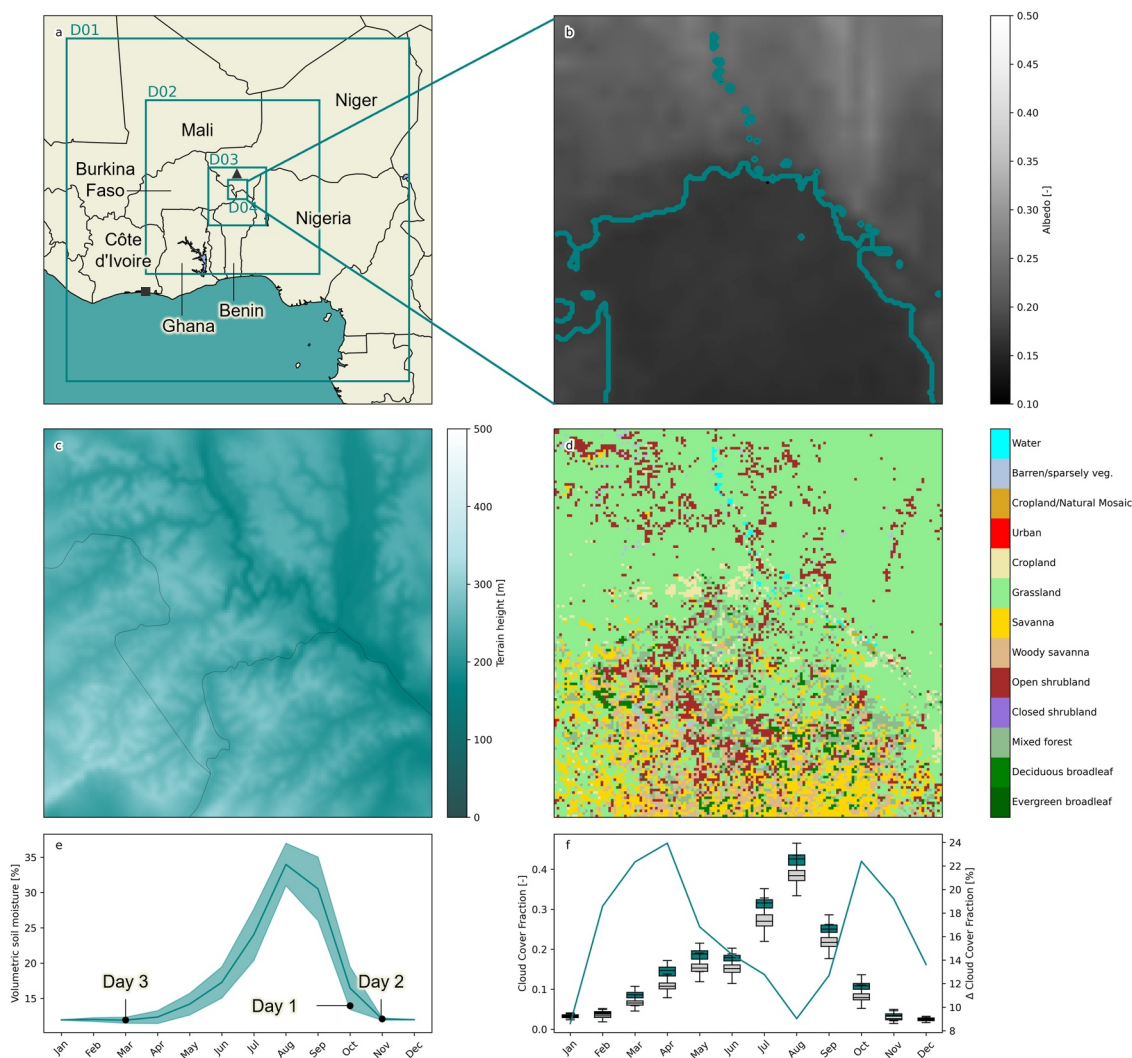 a
D01
D02
Niger
Mali
D03
Burkina
Faso
D04
Nigeria
Côte
d'Ivoire
Benin
Ghana
b
0.50
0.45
0.40
0.35
0.30
0.25
0.20
0.15
0.10
Albedo [-]
c
500
400
300
200
100
0
Terrain height [m]
d
Water
Barren/sparsely veg.
Cropland/Natural Mosaic
Urban
Cropland
Grassland
Savanna
Woody savanna
Open shrubland
Closed shrubland
Mixed forest
Deciduous broadleaf
Evergreen broadleaf
e
Volumetric soil moisture [%]
35
30
25
20
15
Day 3
Day 2
Day 1
Jan
Feb
Mar
Apr
May
Jun
Jul
Aug
Sep
Oct
Nov
Dec
f
Cloud Cover Fraction [-]
0.4
0.3
0.2
0.1
0.0
24
22
20
18
16
14
12
10
8
Δ Cloud Cover Fraction [%]
Jan
Feb
Mar
Apr
May
Jun
Jul
Aug
Sep
Oct
Nov
Dec